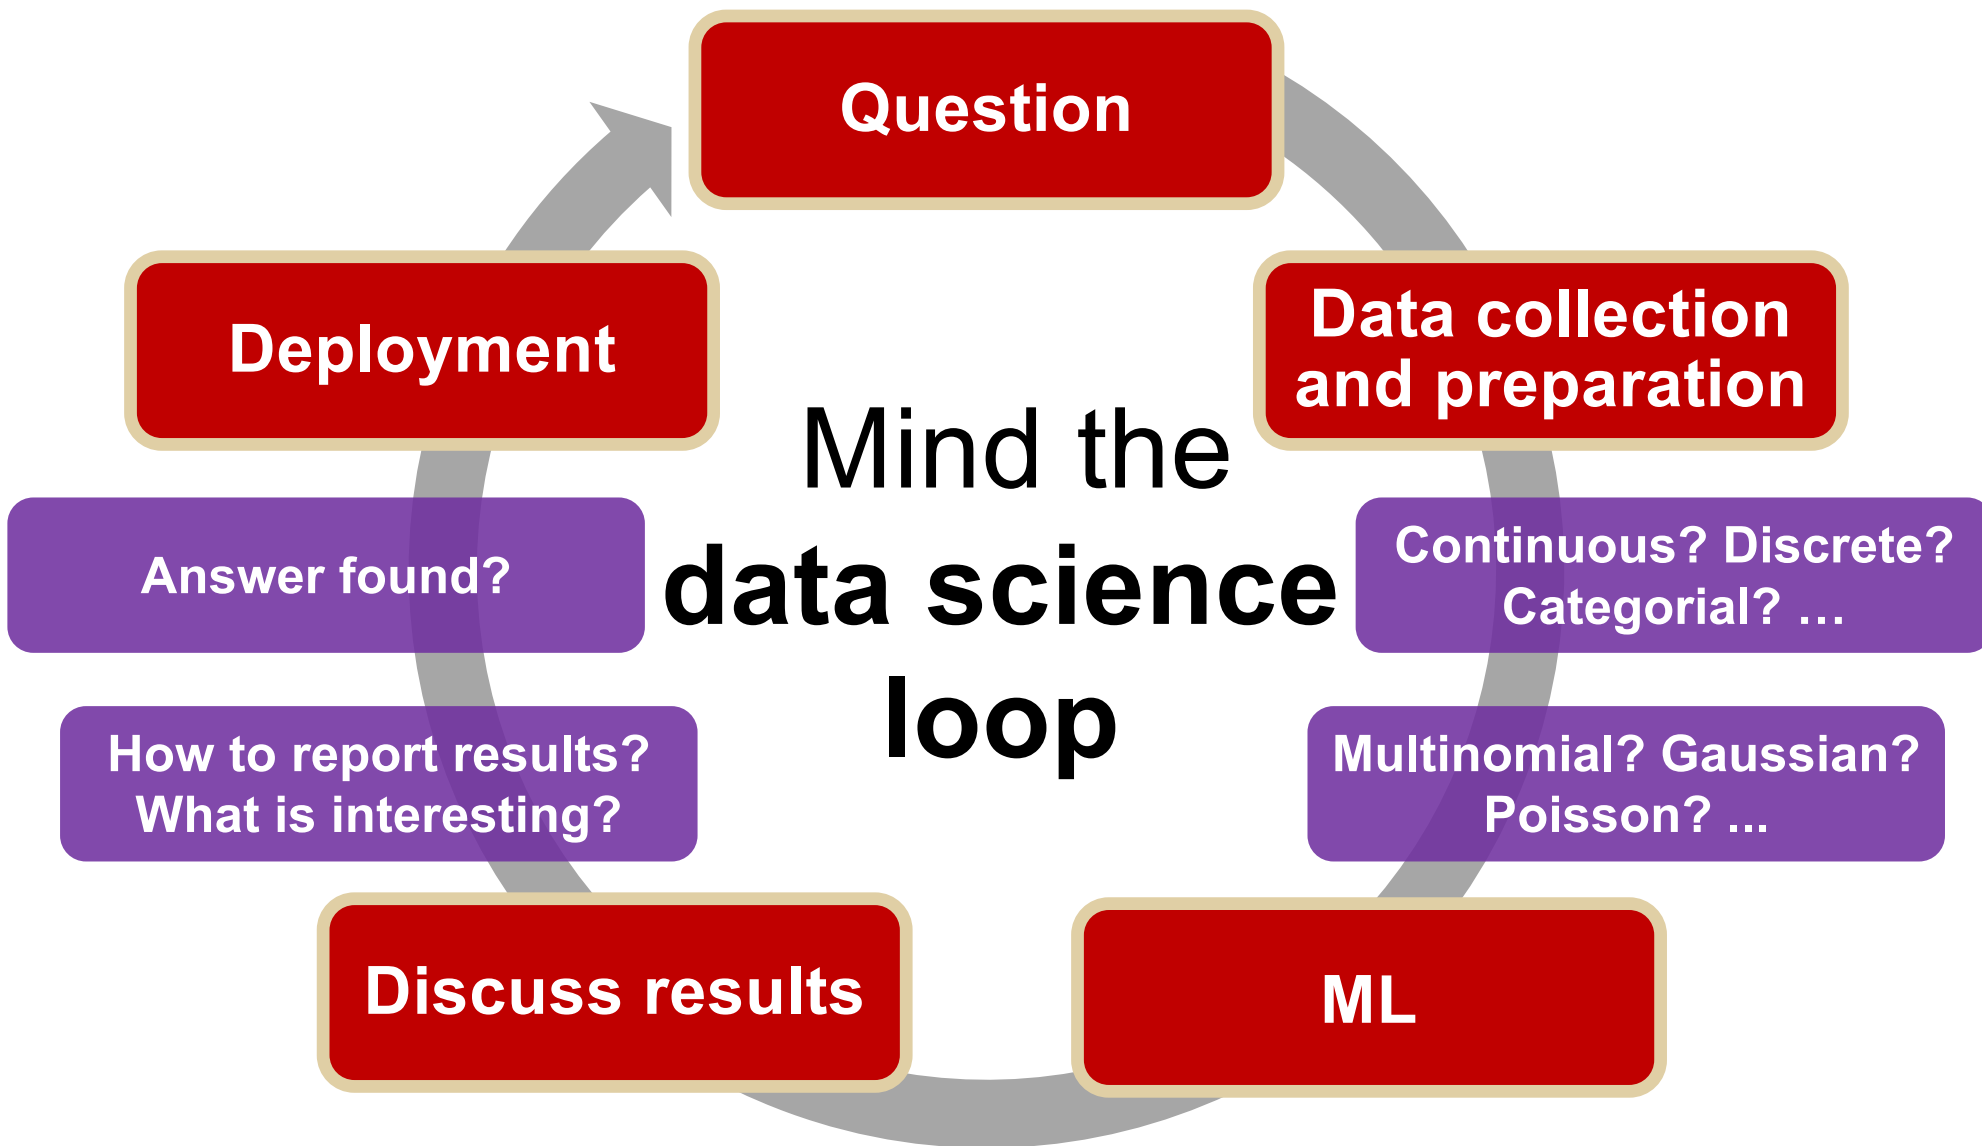 Question
Data collection
and preparation
Continuous? Discrete?
Categorial? …
Multinomial? Gaussian?
Poisson? ...
ML
Discuss results
How to report results?
What is interesting?
Answer found?
Deployment
Mind the
data science
loop